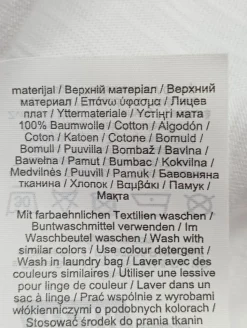 materijal / Верхній матеріал / Верхний
материал / Επάνω ύφασμα / Лицев
плат / Yttermateriale / Үстіңгі мата
100% Baumwolle / Cotton / Algodón /
Coton / Katoen / Cotone / Bomuld /
Bomull / Puuvilla / Bombaž / Bavlna /
Bawełna / Pamut / Bumbac / Kokvilna /
Medvilnės / Puuvill / Pamuk / Бавовняна
тканина / Хлопок / Βαμβάκι / Памук /
Мақта
Mit farbaehnlichen Textilien waschen /
Buntwaschmittel verwenden / Im
Waschbeutel waschen / Wash with
similar colors / Use colour detergent /
Wash in laundry bag / Laver avec des
couleurs similaires / Utiliser une lessive
pour linge de couleur / Laver dans un
sac à linge / Prać wspólnie z wyrobami
włókienniczymi o podobnych kolorach /
Stosować środek do prania tkanin